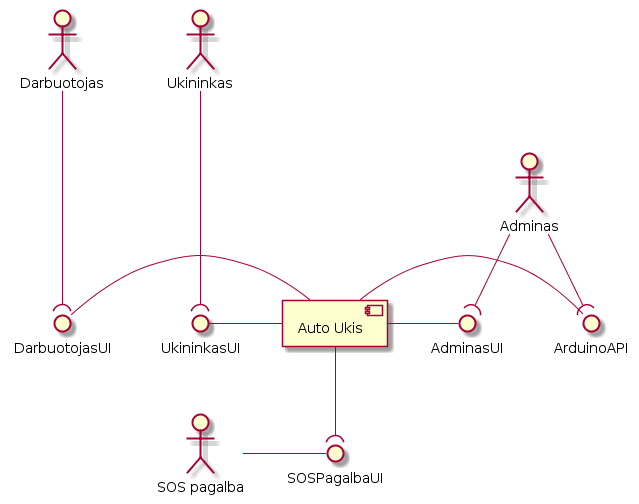 Darbuotojas
Ukininkas
Adminas
Auto Ukis
DarbuotojasUI
UkininkasUI
AdminasUI
ArduinoAPI
SOS pagalba
SOSPagalbaUI